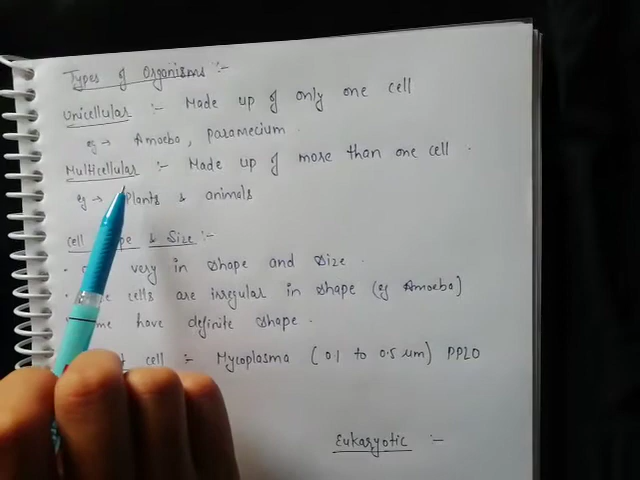 Types of Organisms :-
Unicellular :- Made up of only one cell
eg → Amoeba, paramecium.
Multicellular :- Made up of more than one cell.
eg → Plants & animals
Cell & Size :-
• very in shape and size.
• cells are irregular in shape (eg Amoeba)
have definite shape.
cell :- Mycoplasma (0.1 to 0.5 um) PPLO
Eukaryotic :-